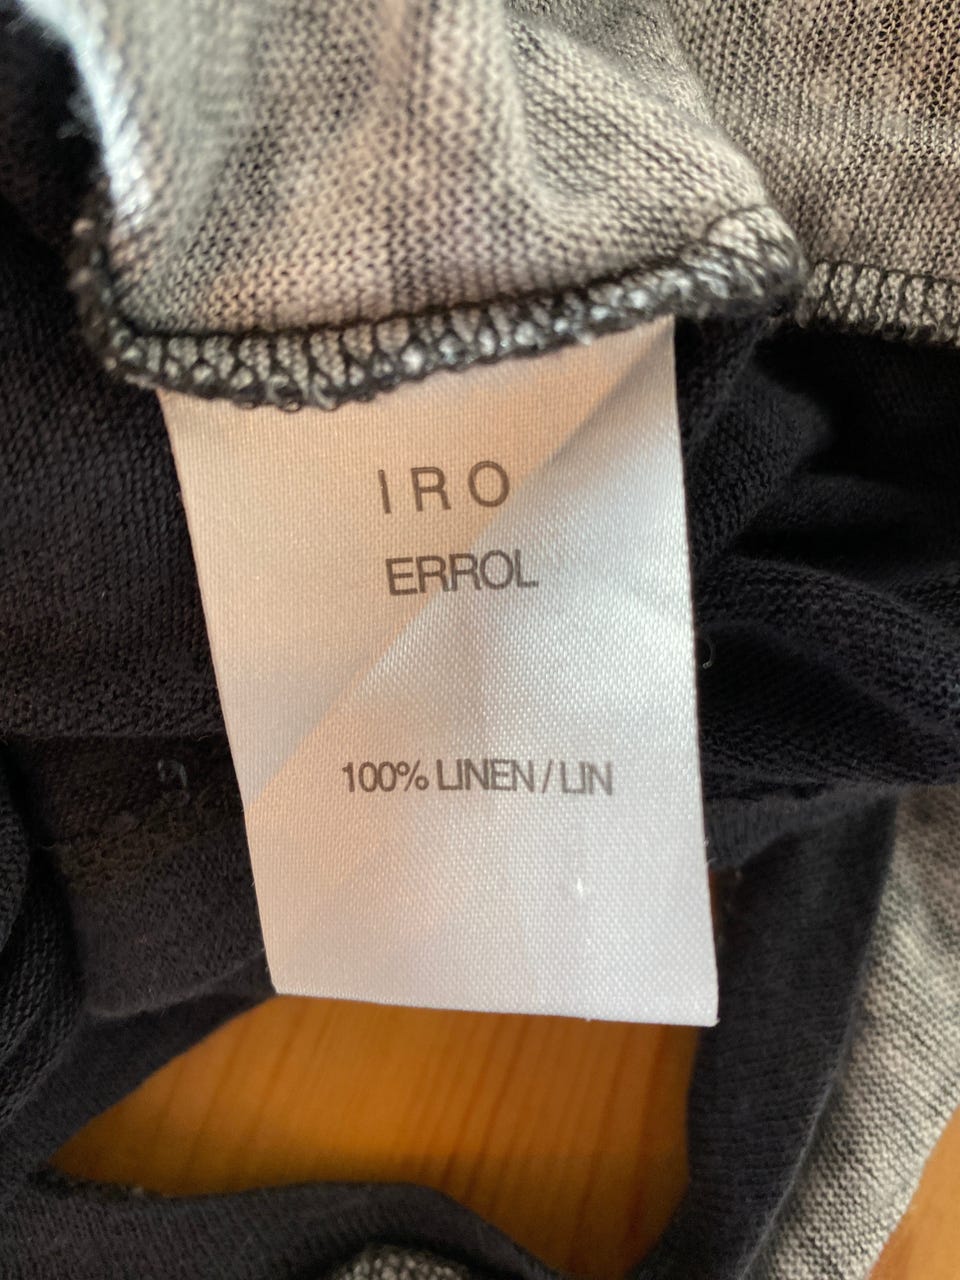 IRO
ERROL
100% LINEN / LIN